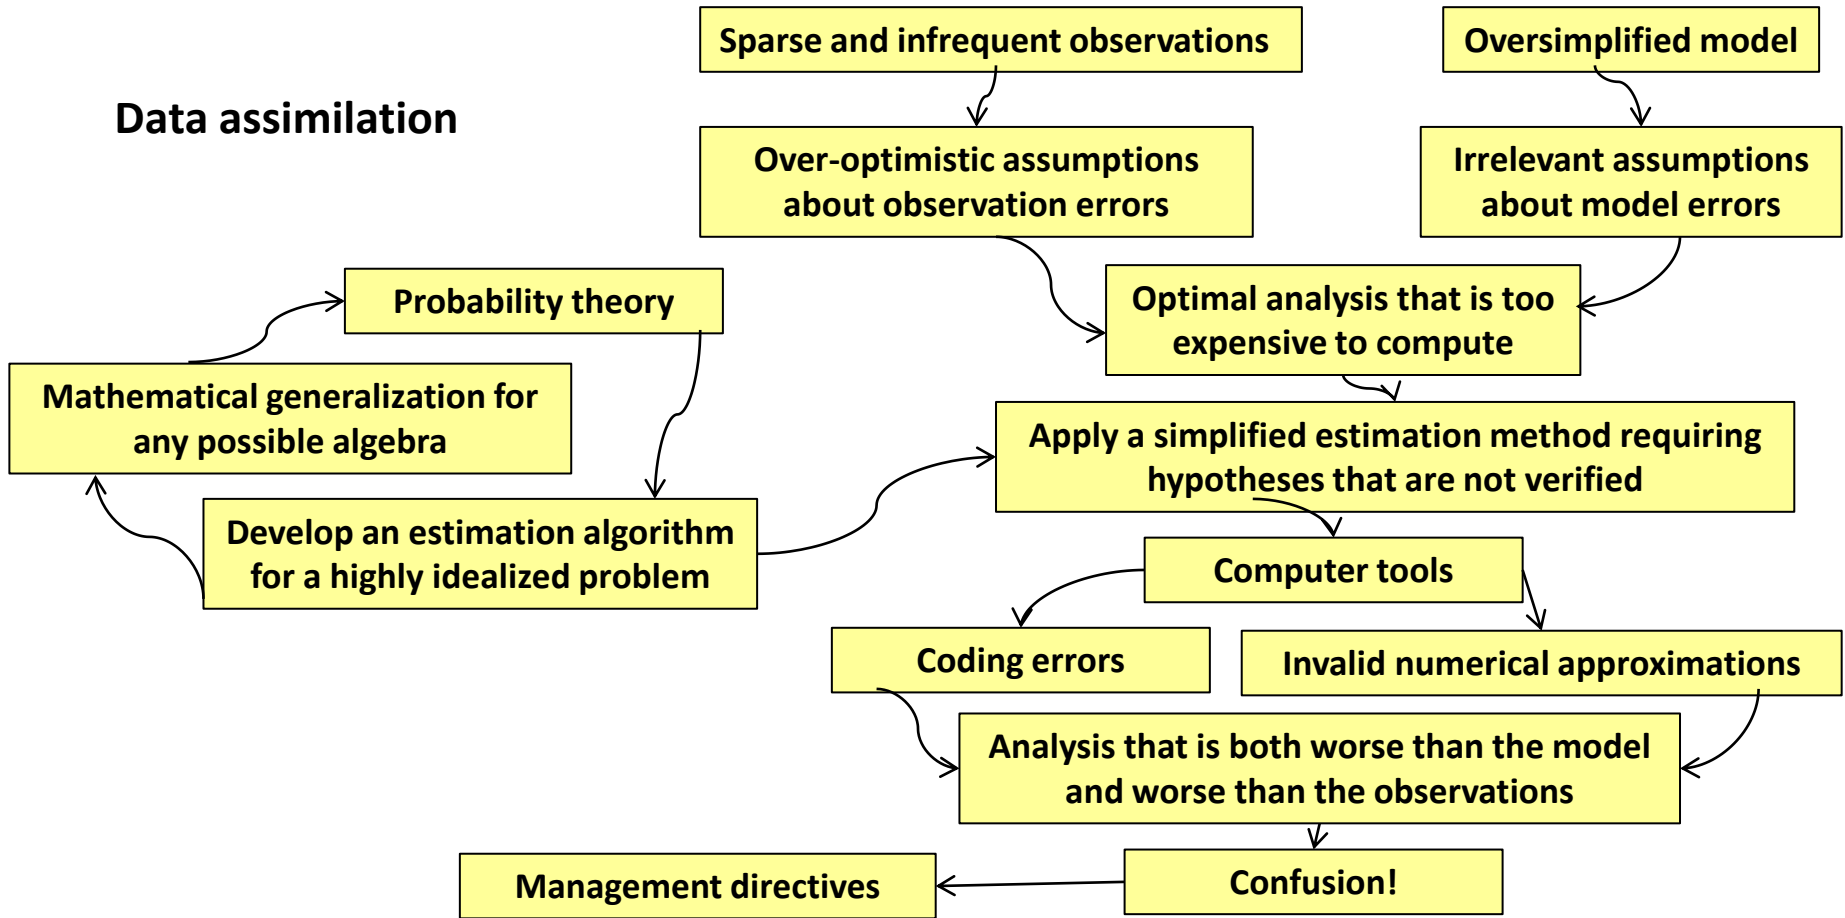 Data assimilation
Sparse and infrequent observations
Oversimplified model
Over-optimistic assumptions
about observation errors
Irrelevant assumptions
about model errors
Probability theory
Optimal analysis that is too
expensive to compute
Mathematical generalization for
any possible algebra
Apply a simplified estimation method requiring
hypotheses that are not verified
Develop an estimation algorithm
for a highly idealized problem
Computer tools
Coding errors
Invalid numerical approximations
Analysis that is both worse than the model
and worse than the observations
Confusion!
Management directives